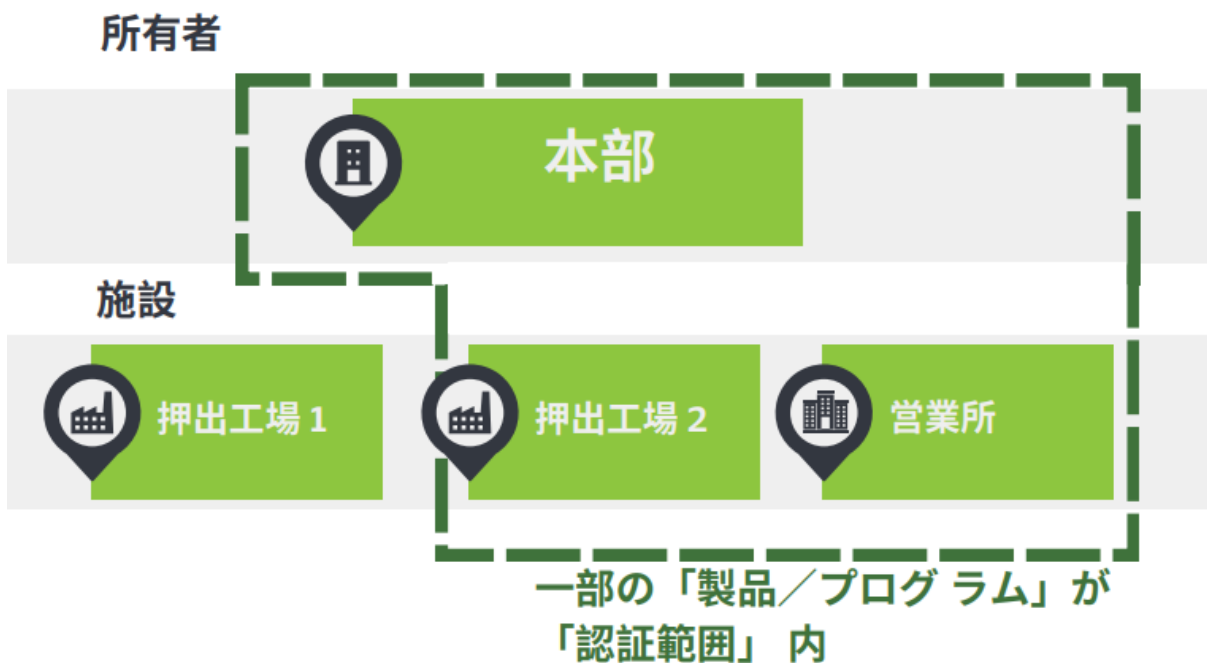 所有者
本部
施設
押出工場 1
押出工場 2
営業所
一部の「製品／プログ ラム」が
「認証範囲」 内